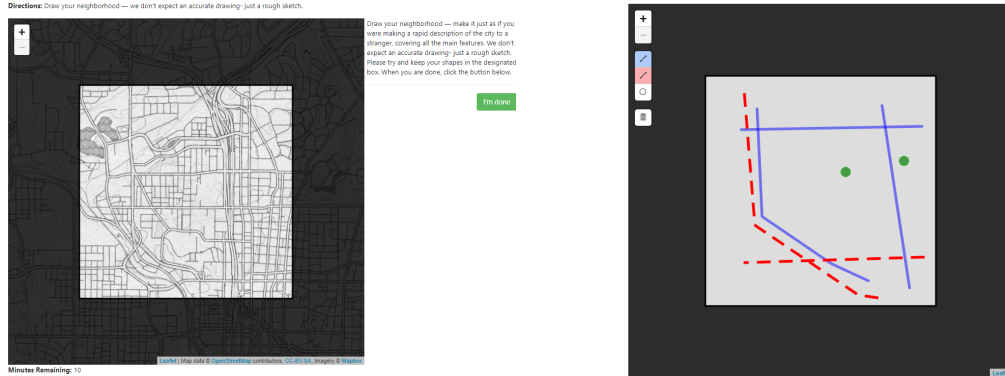 Directions: Draw your neighborhood — we don't expect an accurate drawing- just a rough sketch.
+
−
Draw your neighborhood — make it just as if you
were making a rapid description of the city to a
stranger, covering all the main features. We don't
expect an accurate drawing- just a rough sketch.
Please try and keep your shapes in the designated
box. When you are done, click the button below.
I'm done
Leaflet | Map data © OpenStreetMap contributors, CC-BY-SA, Imagery © Mapbox
Minutes Remaining: 10
+
−
Leaf